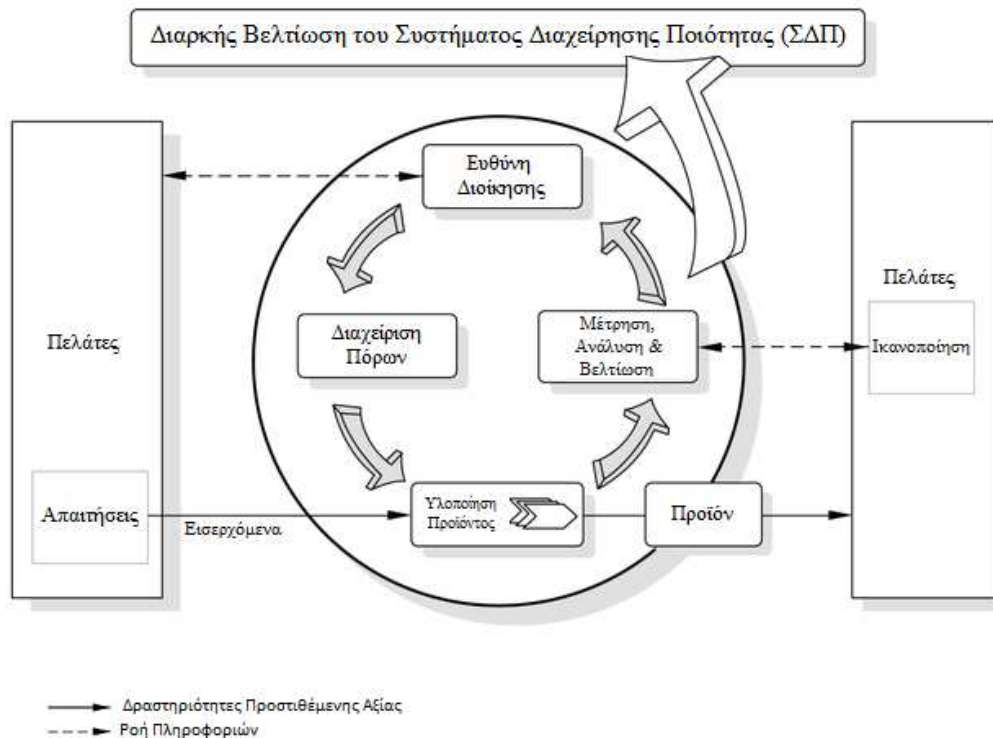 Διαρκής Βελτίωση του Συστήματος Διαχείρησης Ποιότητας (ΣΔΠ)
Ευθύνη
Διοίκησης
Πελάτες
Πελάτες
Διαχείριση
Πόρων
Μέτρηση,
Ανάλυση &
Βελτίωση
Ικανοποίηση
Απαιτήσεις
Εισερχόμενα
Υλοποίηση
Προϊόντος
Προϊόν
Δραστηριότητες Προστιθέμενης Αξίας
Ροή Πληροφοριών